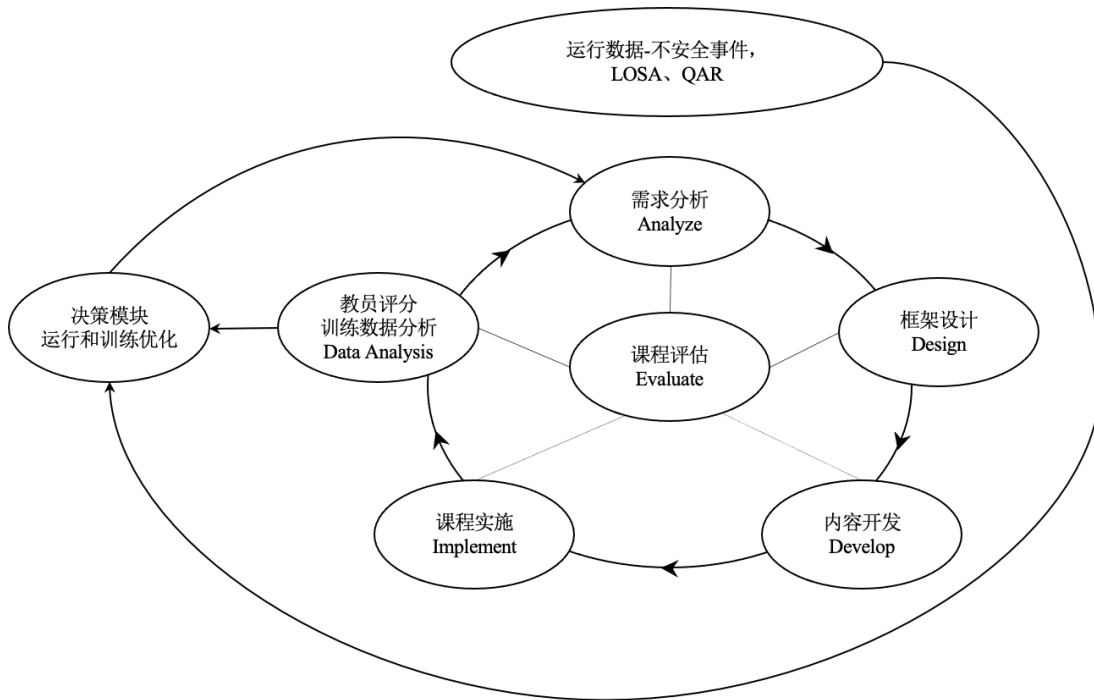 运行数据-不安全事件，
LOSA、QAR
需求分析
Analyze
教员评分
训练数据分析
Data Analysis
决策模块
运行和训练优化
课程评估
Evaluate
框架设计
Design
课程实施
Implement
内容开发
Develop